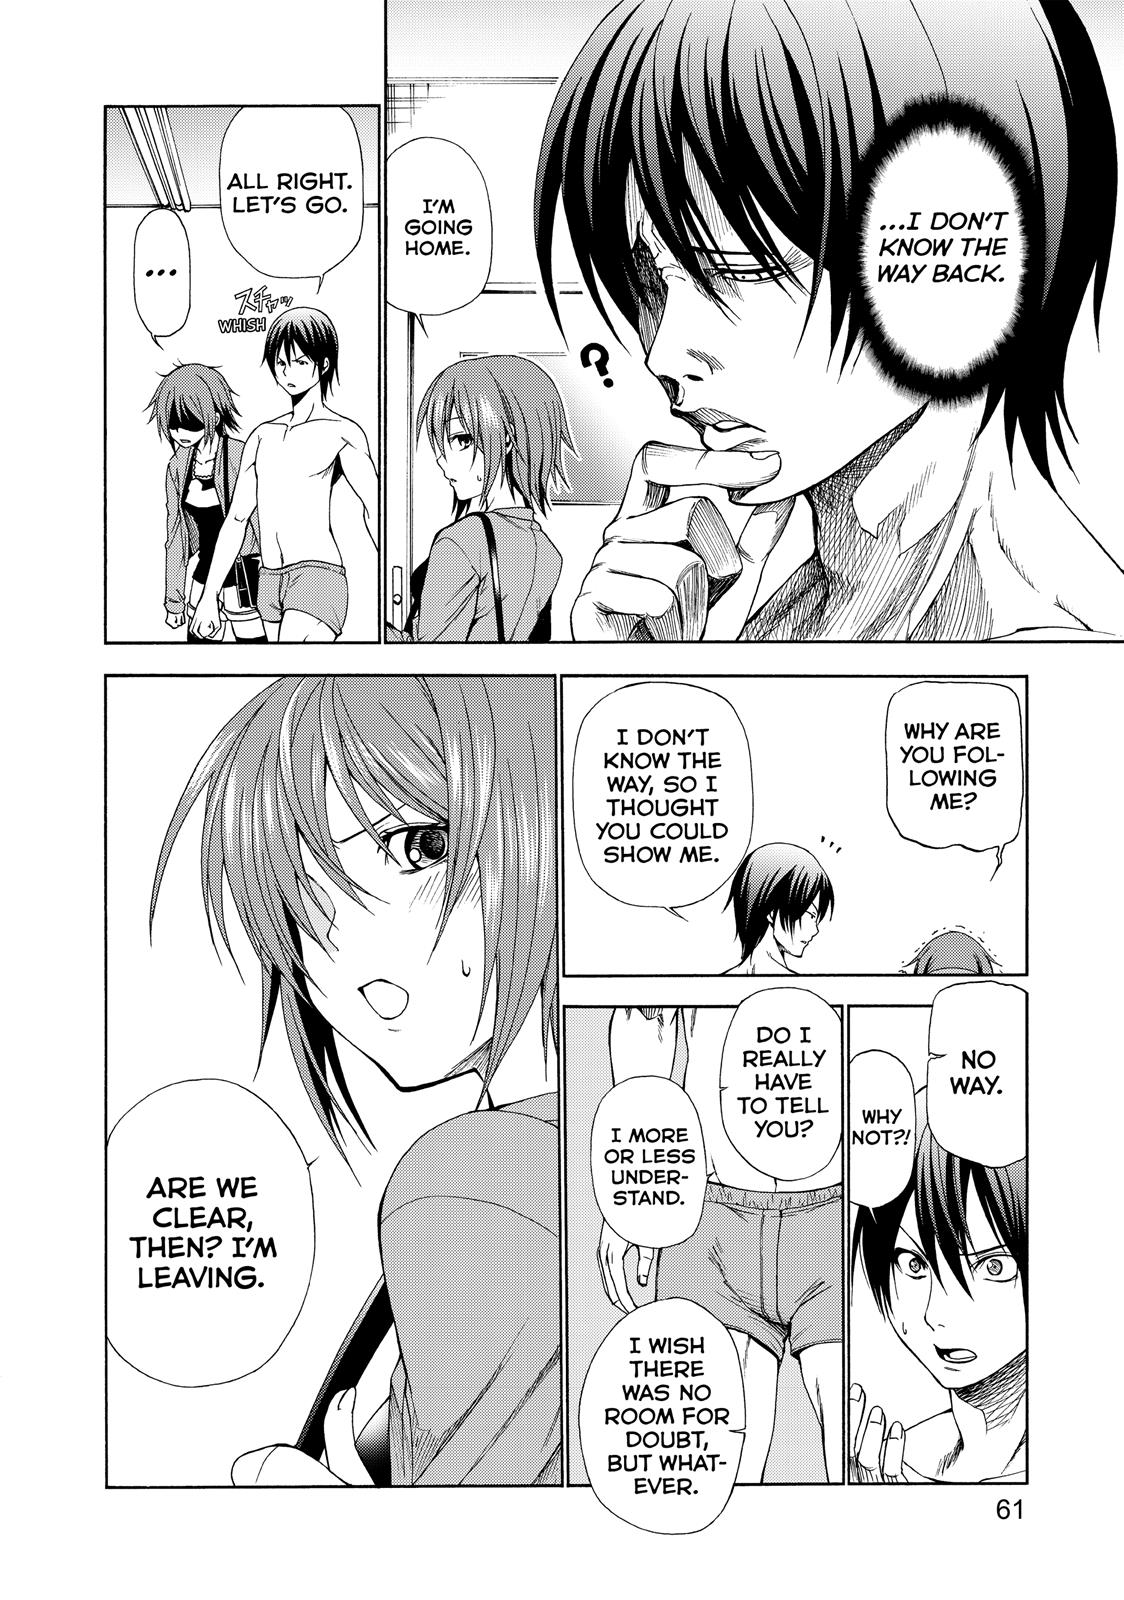 ...I DON'T
KNOW THE
WAY BACK.
?
I'M
GOING
HOME.
ALL RIGHT.
LET'S GO.
スチャッ
WHISH
...
WHY ARE
YOU FOL-
LOWING
ME?
I DON'T
KNOW THE
WAY, SO I
THOUGHT
YOU COULD
SHOW ME.
NO
WAY.
WHY
NOT?!
DO I
REALLY
HAVE
TO TELL
YOU?
I MORE
OR LESS
UNDER-
STAND.
I WISH
THERE
WAS NO
ROOM FOR
DOUBT,
BUT WHAT-
EVER.
ARE WE
CLEAR,
THEN? I'M
LEAVING.
61